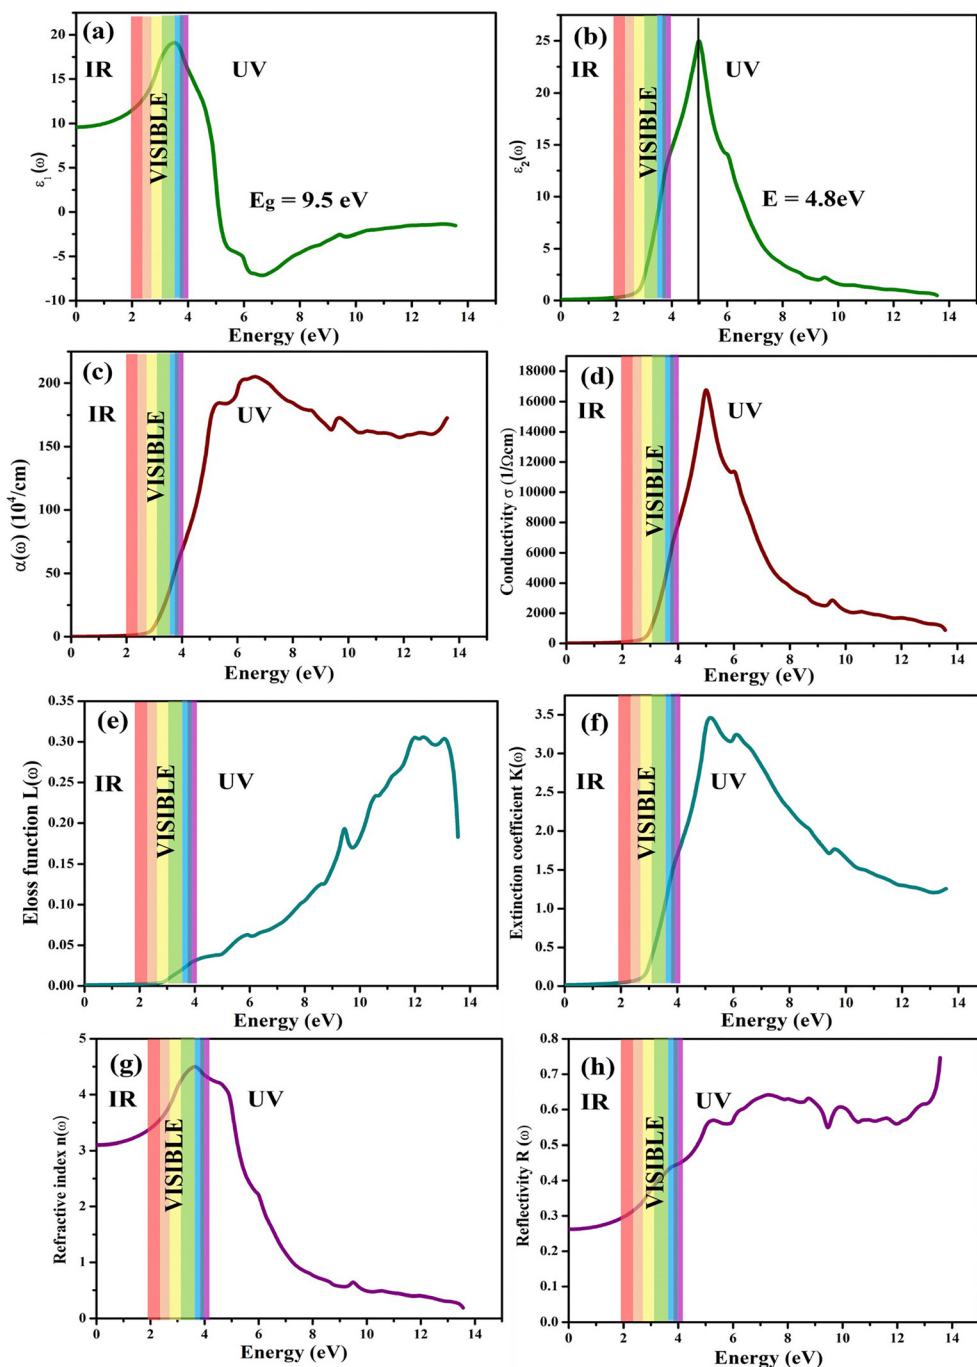 (a)
IR
UV
VISIBLE
Eg = 9.5 eV
ε1 (ω)
20
15
10
5
0
-5
-10
0 2 4 6 8 10 12 14
Energy (eV)
(b)
IR
UV
VISIBLE
E = 4.8eV
ε2(ω)
25
20
15
10
5
0
0 2 4 6 8 10 12 14
Energy (eV)
(c)
IR
UV
VISIBLE
α(ω) (10^4/cm)
200
150
100
50
0
0 2 4 6 8 10 12 14
Energy (eV)
(d)
IR
UV
VISIBLE
Conductivity σ (1/Ωcm)
18000
16000
14000
12000
10000
8000
6000
4000
2000
0
0 2 4 6 8 10 12 14
Energy (eV)
(e)
IR
UV
VISIBLE
Eloss function L(ω)
0.35
0.30
0.25
0.20
0.15
0.10
0.05
0.00
0 2 4 6 8 10 12 14
Energy (eV)
(f)
IR
UV
VISIBLE
Extinction coefficient K(ω)
3.5
3.0
2.5
2.0
1.5
1.0
0.5
0.0
0 2 4 6 8 10 12 14
Energy (eV)
(g)
IR
UV
VISIBLE
Refractive index n(ω)
5
4
3
2
1
0
0 2 4 6 8 10 12 14
Energy (eV)
(h)
IR
UV
VISIBLE
Reflectivity R (ω)
0.8
0.7
0.6
0.5
0.4
0.3
0.2
0.1
0.0
0 2 4 6 8 10 12 14
Energy (eV)